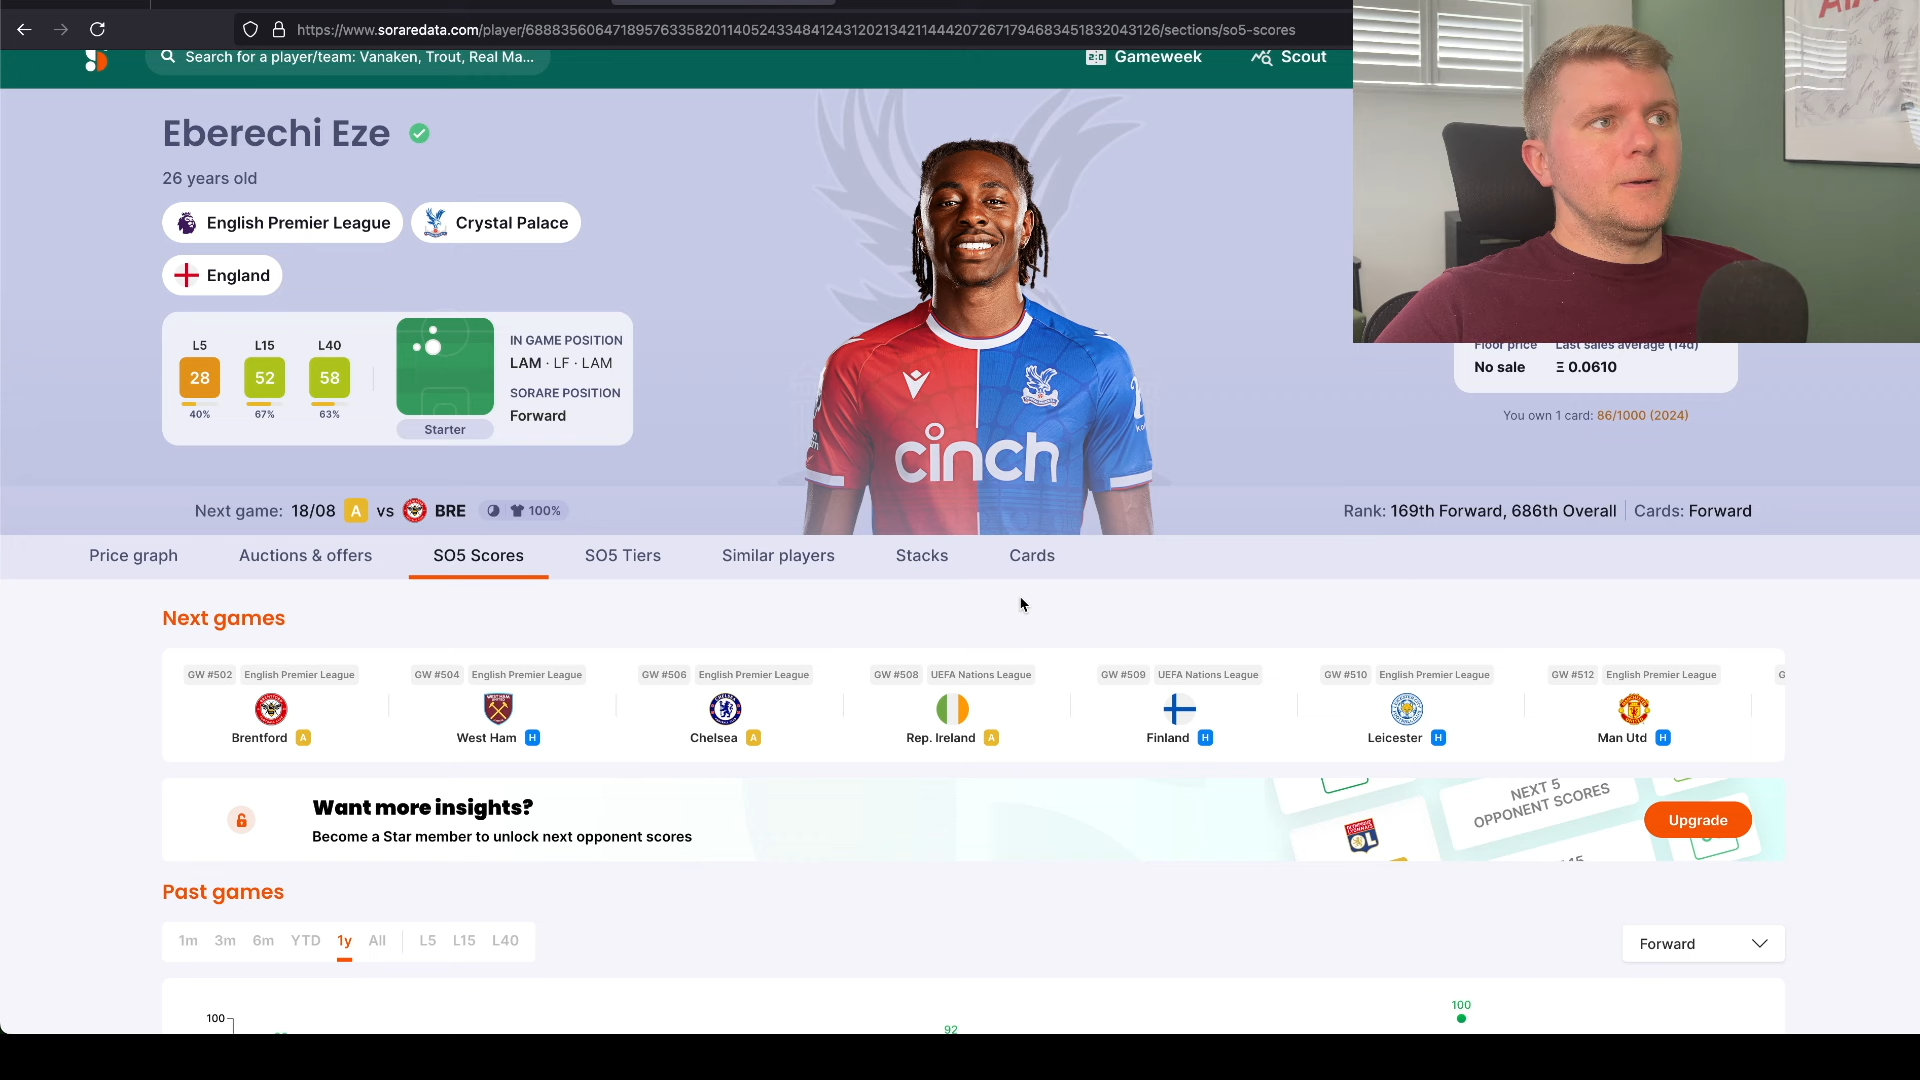 https://www.soraredata.com/player/68883560647189576335820114052433484124312021342114442072671794683451832043126/sections/so5-scores
Search for a player/team: Vanaken, Trout, Real Ma...
Gameweek
Scout
Eberechi Eze
26 years old
English Premier League
Crystal Palace
England
L5 L15 L40
28 52 58
40% 67% 63%
Starter
IN GAME POSITION
LAM · LF · LAM
SORARE POSITION
Forward
cinch
Floor price Last sales average (14d)
No sale Ξ 0.0610
You own 1 card: 86/1000 (2024)
Next game: 18/08 A vs BRE 100%
Rank: 169th Forward, 686th Overall Cards: Forward
Price graph Auctions & offers SO5 Scores SO5 Tiers Similar players Stacks Cards
Next games
GW #502 English Premier League GW #504 English Premier League GW #506 English Premier League GW #508 UEFA Nations League GW #509 UEFA Nations League GW #510 English Premier League GW #512 English Premier League G
Brentford A West Ham H Chelsea A Rep. Ireland A Finland H Leicester H Man Utd H
Want more insights?
Become a Star member to unlock next opponent scores
NEXT 5
OPPONENT SCORES
Upgrade
Past games
1m 3m 6m YTD 1y All L5 L15 L40
Forward
100
100
92